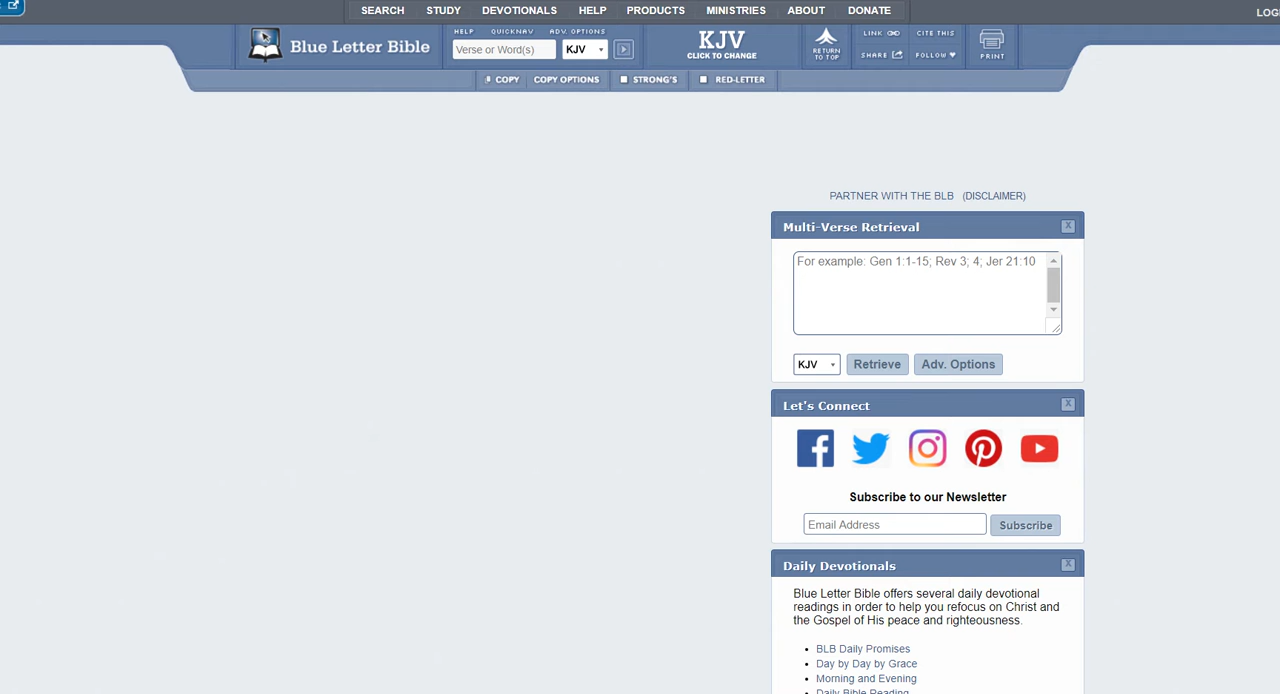 SEARCH STUDY DEVOTIONALS HELP PRODUCTS MINISTRIES ABOUT DONATE
Blue Letter Bible
HELP QUICKNAV ADV. OPTIONS
Verse or Word(s) KJV
KJV
CLICK TO CHANGE
RETURN
TO TOP
LINK CITE THIS
SHARE FOLLOW
PRINT
COPY COPY OPTIONS STRONG'S RED-LETTER
PARTNER WITH THE BLB (DISCLAIMER)
Multi-Verse Retrieval X
For example: Gen 1:1-15; Rev 3; 4; Jer 21:10
KJV Retrieve Adv. Options
Let's Connect X
Subscribe to our Newsletter
Email Address Subscribe
Daily Devotionals X
Blue Letter Bible offers several daily devotional
readings in order to help you refocus on Christ and
the Gospel of His peace and righteousness.
BLB Daily Promises
Day by Day by Grace
Morning and Evening
Daily Bible Reading